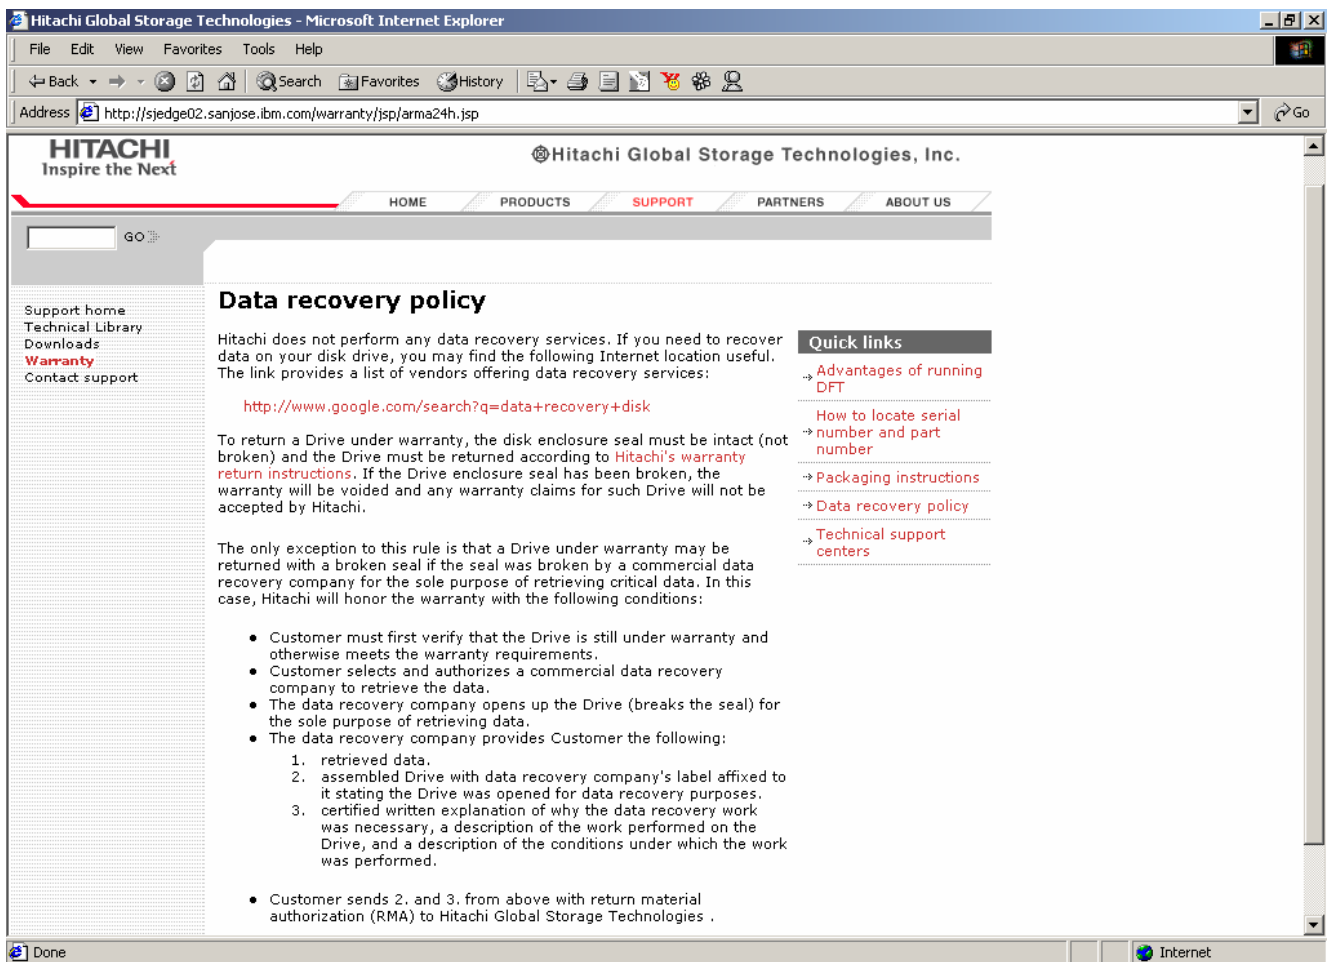 Hitachi Global Storage Technologies - Microsoft Internet Explorer
File Edit View Favorites Tools Help
Back Search Favorites History
Address http://sjedge02.sanjose.ibm.com/warranty/jsp/arma24h.jsp Go
HITACHI
Inspire the Next
Hitachi Global Storage Technologies, Inc.
HOME PRODUCTS SUPPORT PARTNERS ABOUT US
GO
Support home
Technical Library
Downloads
Warranty
Contact support
Data recovery policy
Hitachi does not perform any data recovery services. If you need to recover
data on your disk drive, you may find the following Internet location useful.
The link provides a list of vendors offering data recovery services:
http://www.google.com/search?q=data+recovery+disk
To return a Drive under warranty, the disk enclosure seal must be intact (not
broken) and the Drive must be returned according to Hitachi's warranty
return instructions. If the Drive enclosure seal has been broken, the
warranty will be voided and any warranty claims for such Drive will not be
accepted by Hitachi.
The only exception to this rule is that a Drive under warranty may be
returned with a broken seal if the seal was broken by a commercial data
recovery company for the sole purpose of retrieving critical data. In this
case, Hitachi will honor the warranty with the following conditions:
● Customer must first verify that the Drive is still under warranty and
otherwise meets the warranty requirements.
● Customer selects and authorizes a commercial data recovery
company to retrieve the data.
● The data recovery company opens up the Drive (breaks the seal) for
the sole purpose of retrieving data.
● The data recovery company provides Customer the following:
1. retrieved data.
2. assembled Drive with data recovery company's label affixed to
it stating the Drive was opened for data recovery purposes.
3. certified written explanation of why the data recovery work
was necessary, a description of the work performed on the
Drive, and a description of the conditions under which the work
was performed.
● Customer sends 2. and 3. from above with return material
authorization (RMA) to Hitachi Global Storage Technologies .
Quick links
Advantages of running
DFT
How to locate serial
number and part
number
Packaging instructions
Data recovery policy
Technical support
centers
Done Internet